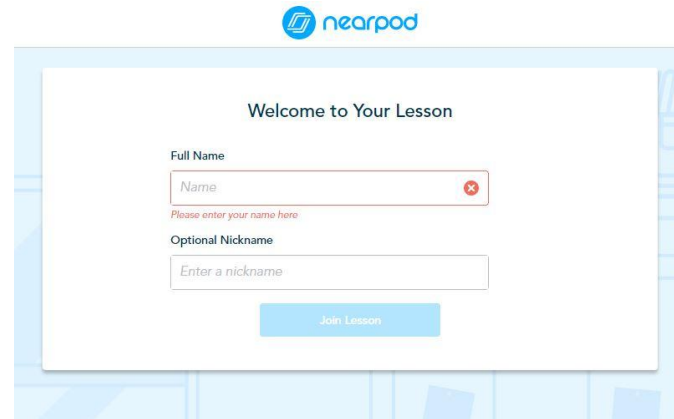 nearpod
Welcome to Your Lesson
Full Name
Name
Please enter your name here
Optional Nickname
Enter a nickname
Join Lesson